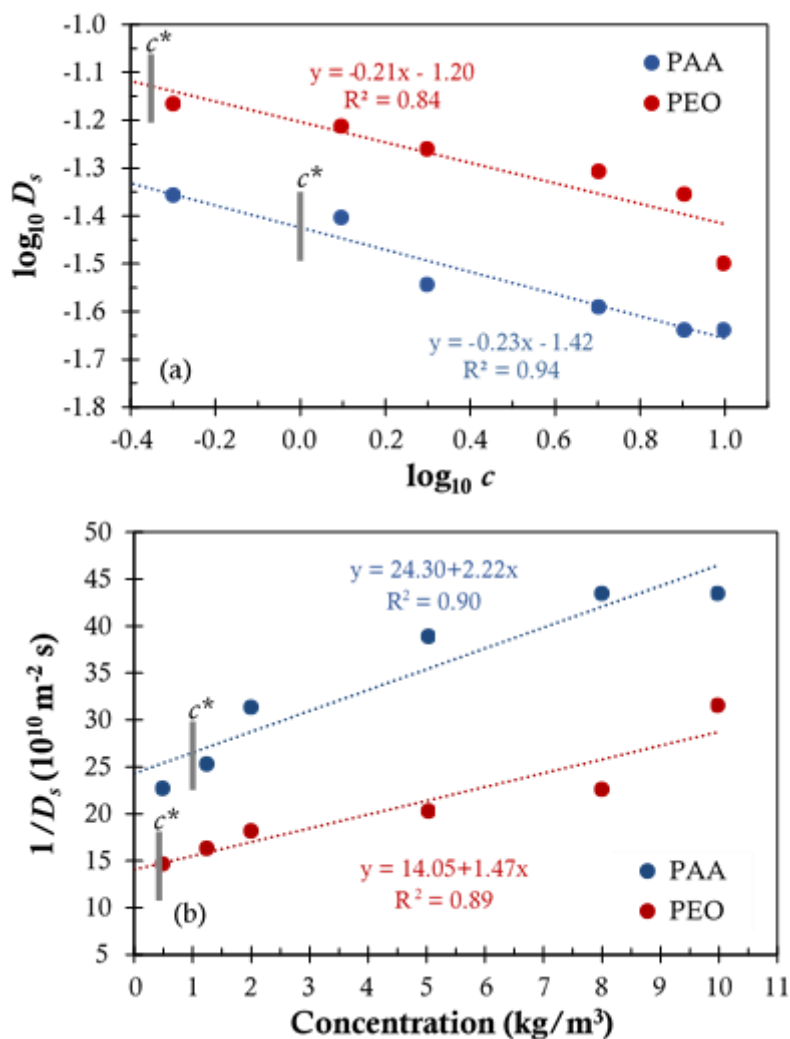 -1.0
c*
-1.1
y = -0.21x - 1.20
R² = 0.84
PAA
PEO
-1.2
-1.3
c*
log₁₀ Dₛ
-1.4
-1.5
-1.6
y = -0.23x - 1.42
R² = 0.94
-1.7
(a)
-1.8
-0.4 -0.2 0.0 0.2 0.4 0.6 0.8 1.0
log₁₀ c
50
45
y = 24.30+2.22x
R² = 0.90
40
35
1/Dₛ (10¹⁰ m⁻² s)
30
c*
25
20
c*
15
y = 14.05+1.47x
R² = 0.89
PAA
PEO
10
(b)
5
0 1 2 3 4 5 6 7 8 9 10 11
Concentration (kg/m³)